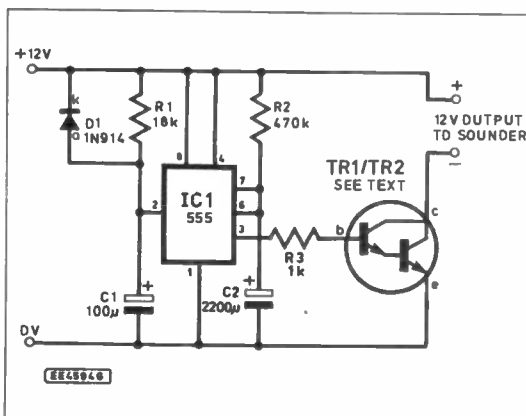 +12V
k
D1
1N914
a
R1
18k
R2
470k
+
12V OUTPUT
TO SOUNDER
−
TR1/TR2
SEE TEXT
8
4
7
IC1
555
2
6
3
1
b
c
e
R3
1k
+
C1
100µ
+
C2
2200µ
0V
EE45946